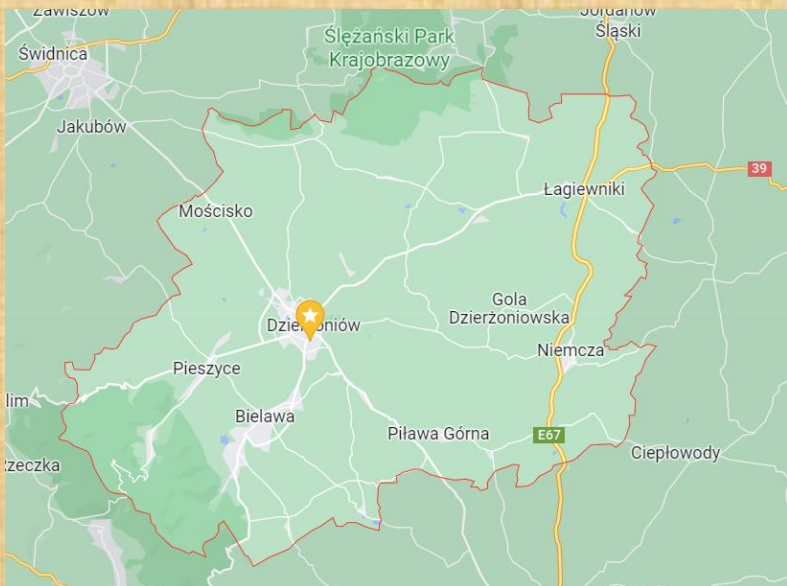 Zawiszów
Jordanów
Śląski
Ślężański Park
Krajobrazowy
Świdnica
Jakubów
39
Łagiewniki
Mościsko
Gola
Dzierżoniowska
Niemcza
Pieszyce
Bielawa
Piława Górna
E67
Ciepłowody